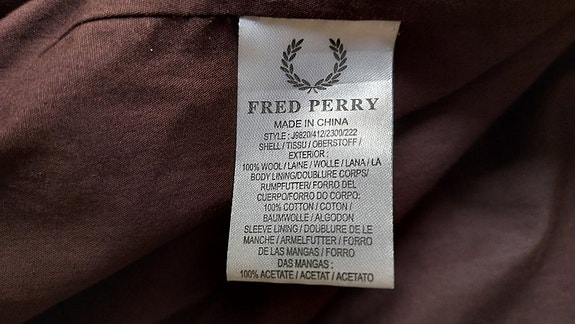 FRED PERRY
MADE IN CHINA
STYLE : J9820/412/2300/222
SHELL / TISSU / OBERSTOFF /
EXTERIOR :
100% WOOL / LAINE / WOLLE / LANA / LA
BODY LINING/DOUBLURE CORPS/
RUMPFUTTER/ FORRO DEL
CUERPO/FORRO DO CORPO:
100% COTTON / COTON /
BAUMWOLLE / ALGODON
SLEEVE LINING / DOUBLURE DE LE
MANCHE / ARMELFUTTER / FORRO
DE LAS MANGAS / FORRO
DAS MANGAS :
100% ACETATE / ACETAT / ACETATO